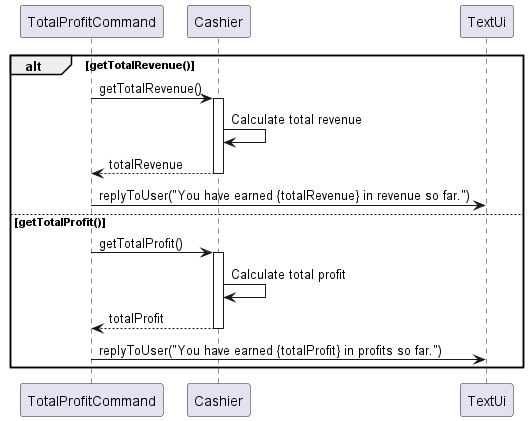 TotalProfitCommand Cashier TextUi
alt [getTotalRevenue()]
getTotalRevenue()
Calculate total revenue
totalRevenue
replyToUser("You have earned {totalRevenue} in revenue so far.")
[getTotalProfit()]
getTotalProfit()
Calculate total profit
totalProfit
replyToUser("You have earned {totalProfit} in profits so far.")
TotalProfitCommand Cashier TextUi